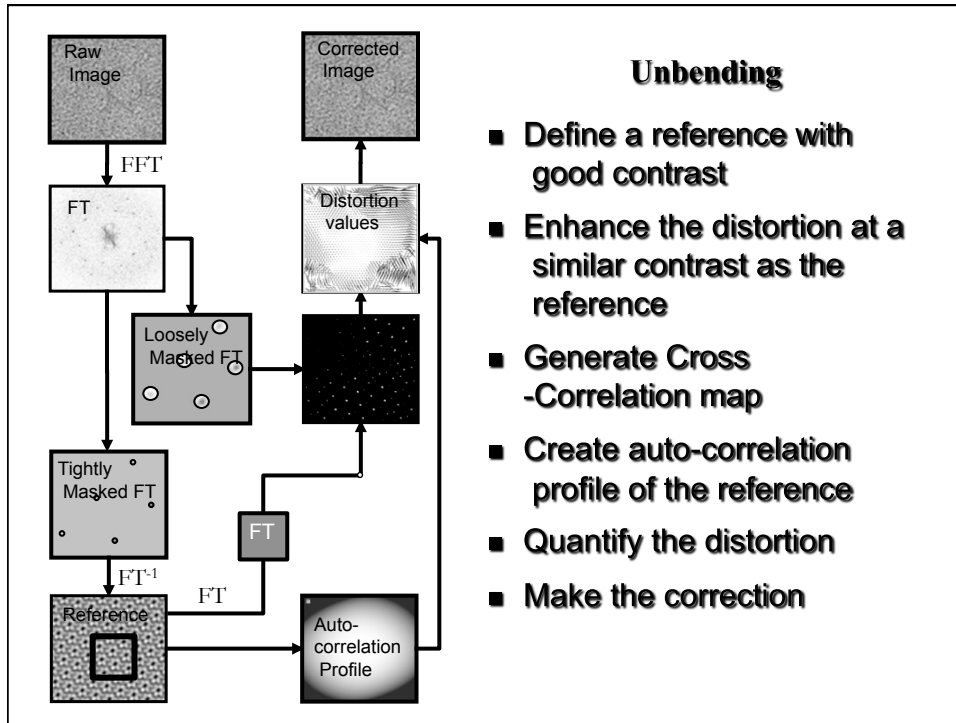 Raw
Image
FFT
FT
Loosely
Masked FT
Tightly
Masked FT
FT-1
Reference
FT
FT
Auto-
correlation
Profile
Distortion
values
Corrected
Image
Unbending
■ Define a reference with
good contrast
■ Enhance the distortion at a
similar contrast as the
reference
■ Generate Cross
-Correlation map
■ Create auto-correlation
profile of the reference
■ Quantify the distortion
■ Make the correction